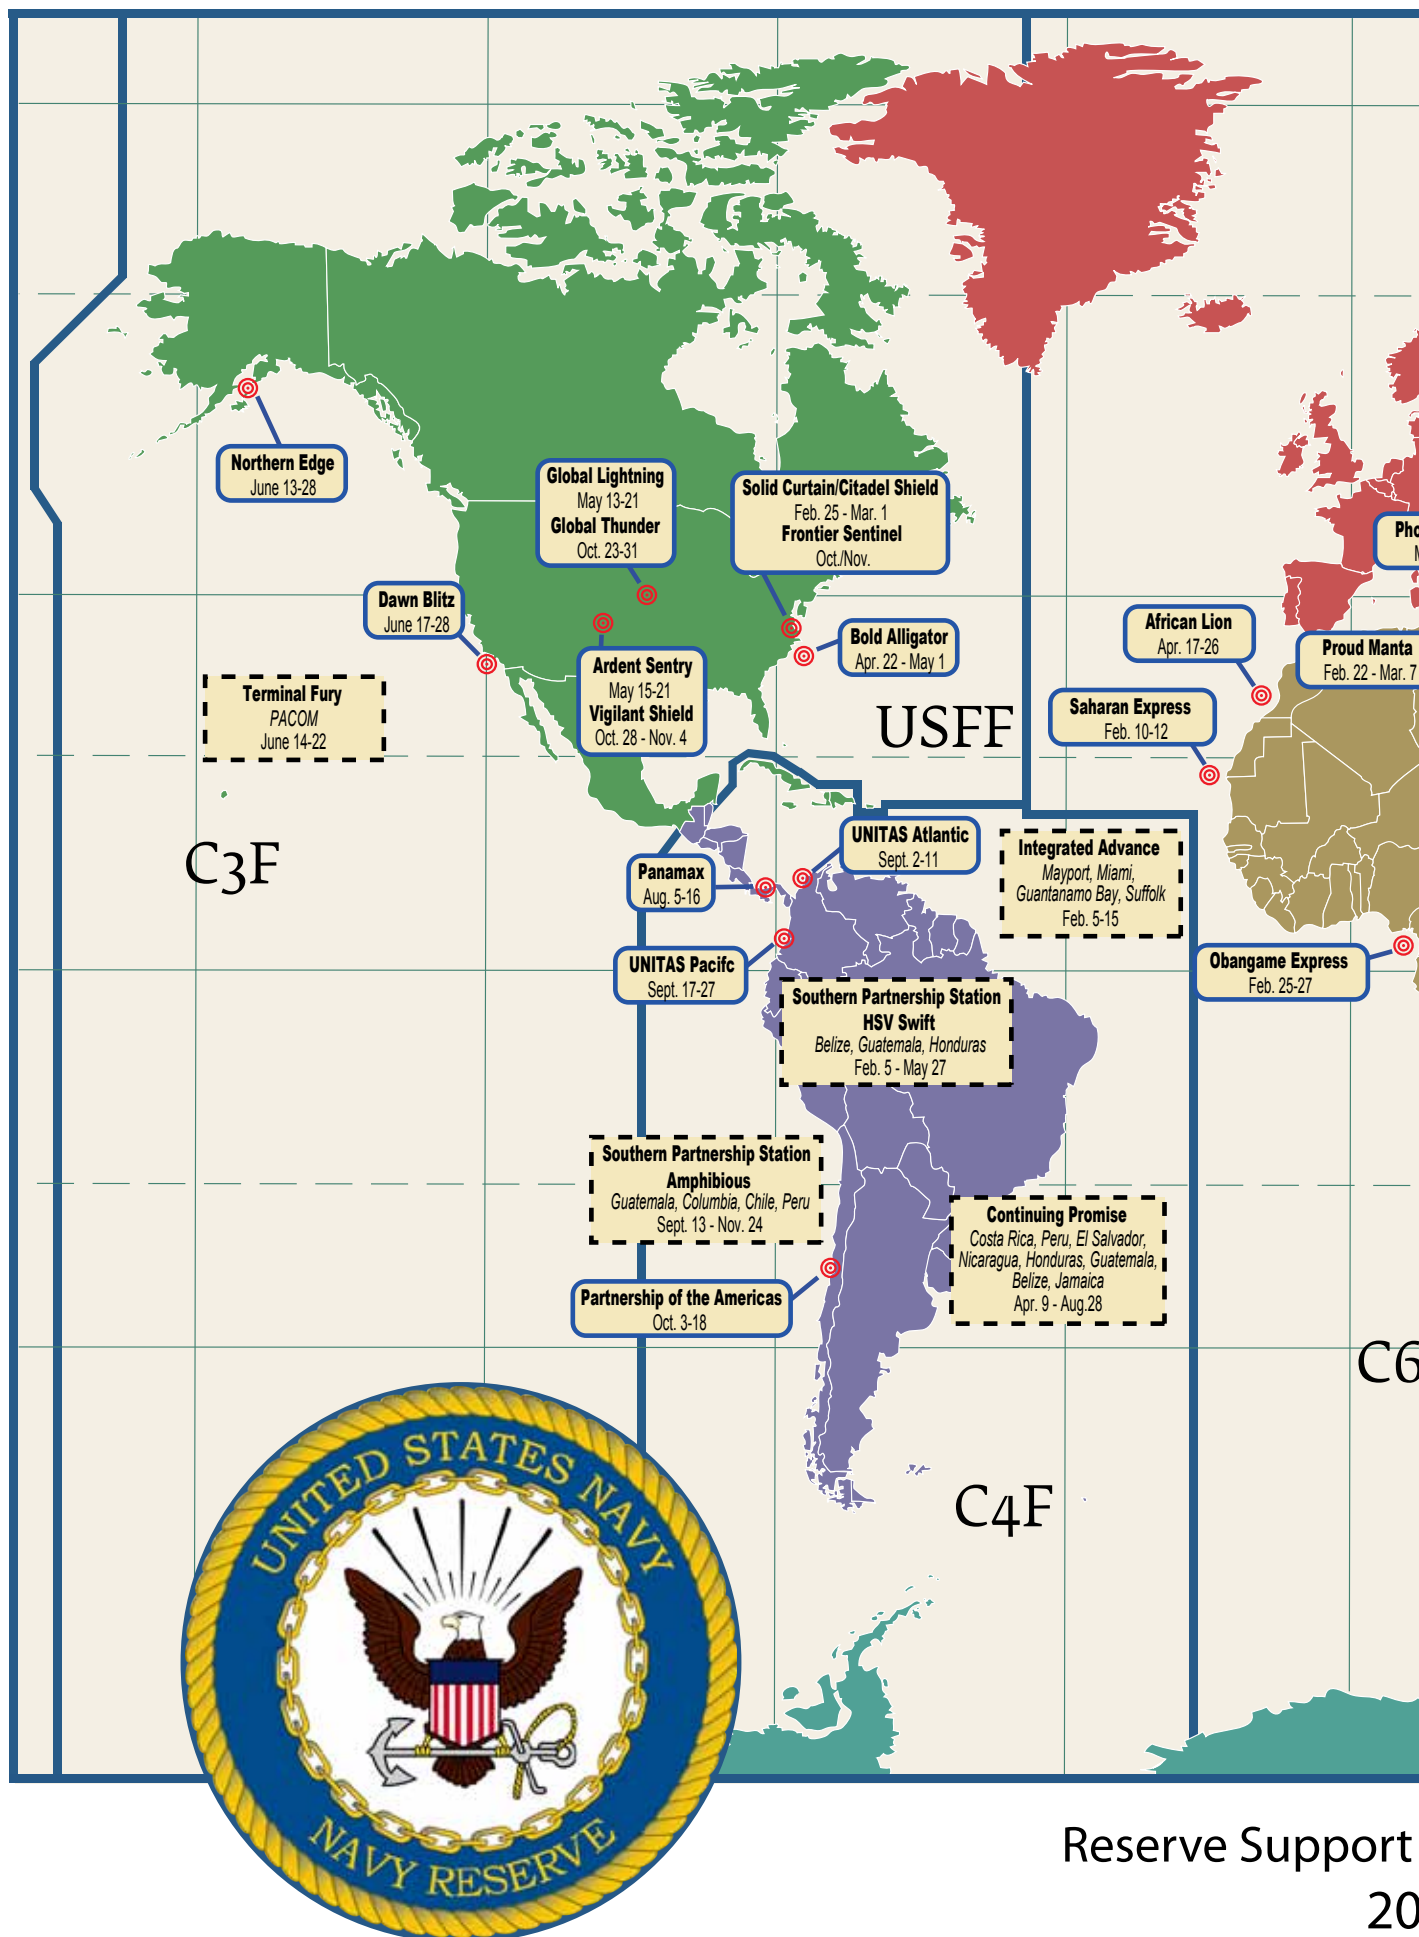 Northern Edge
June 13-28
Global Lightning
May 13-21
Global Thunder
Oct. 23-31
Solid Curtain/Citadel Shield
Feb. 25 - Mar. 1
Frontier Sentinel
Oct./Nov.
Dawn Blitz
June 17-28
Bold Alligator
Apr. 22 - May 1
Ardent Sentry
May 15-21
Vigilant Shield
Oct. 28 - Nov. 4
Terminal Fury
PACOM
June 14-22
USFF
African Lion
Apr. 17-26
Proud Manta
Feb. 22 - Mar. 7
Saharan Express
Feb. 10-12
C3F
UNITAS Atlantic
Sept. 2-11
Panamax
Aug. 5-16
Integrated Advance
Mayport, Miami,
Guantanamo Bay, Suffolk
Feb. 5-15
UNITAS Pacifc
Sept. 17-27
Obangame Express
Feb. 25-27
Southern Partnership Station
HSV Swift
Belize, Guatemala, Honduras
Feb. 5 - May 27
Southern Partnership Station
Amphibious
Guatemala, Columbia, Chile, Peru
Sept. 13 - Nov. 24
Continuing Promise
Costa Rica, Peru, El Salvador,
Nicaragua, Honduras, Guatemala,
Belize, Jamaica
Apr. 9 - Aug.28
Partnership of the Americas
Oct. 3-18
C6
C4F
UNITED STATES NAVY
NAVY RESERVE
Reserve Support
20